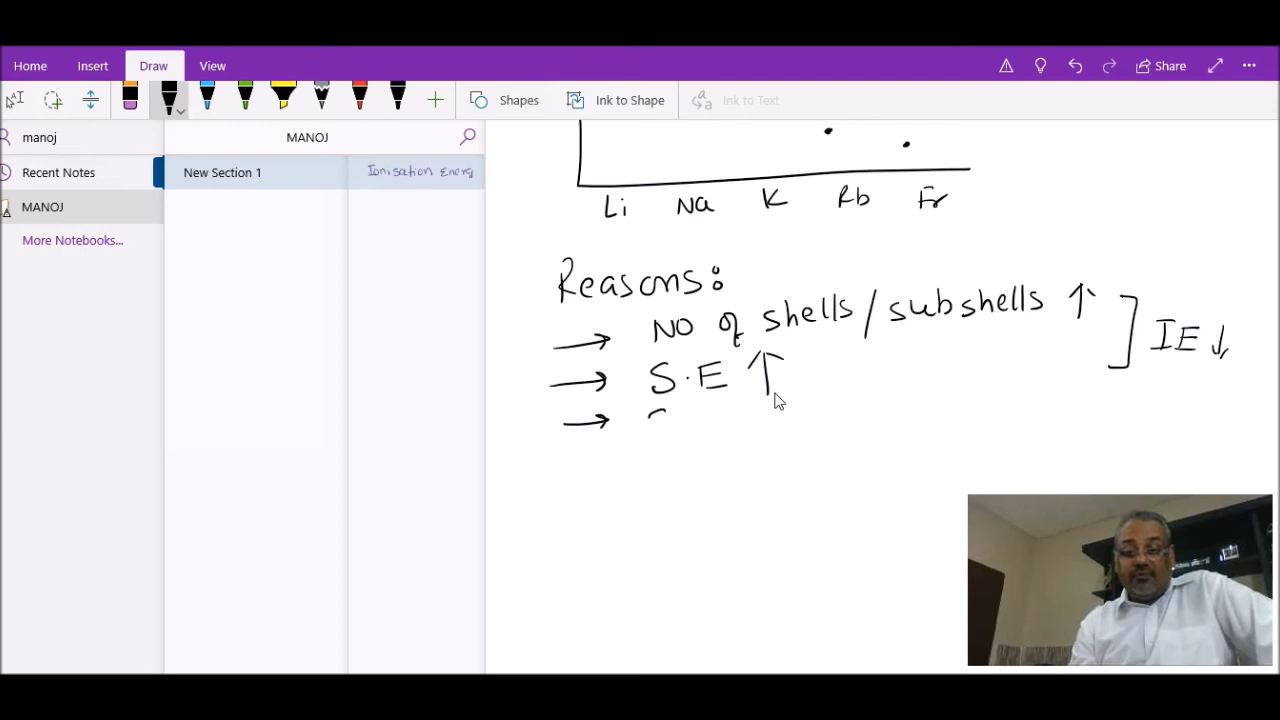 Home Insert Draw View
Share
Shapes Ink to Shape Ink to Text
manoj
MANOJ
Recent Notes
New Section 1
Ionisation Energ
MANOJ
More Notebooks...
Li Na K Rb Fr
Reasons:
→ NO of shells/subshells ↑ ] IE ↓
→ S.E ↑
→